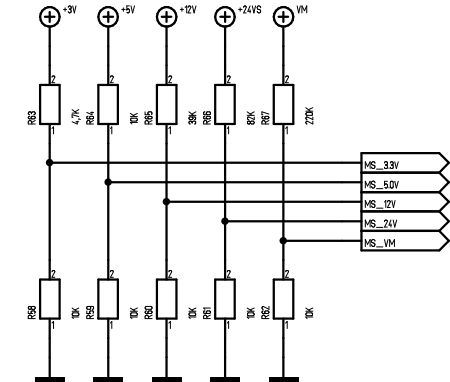 +3V +5V +12V +24VS VM
2 2 2 2 2
R63 4,7K R64 10K R65 39K R66 82K R67 220K
1 1 1 1 1
MS_3.3V
MS_5.0V
MS_12V
MS_24V
MS_VM
2 2 2 2 2
R58 10K R59 10K R60 10K R61 10K R62 10K
1 1 1 1 1